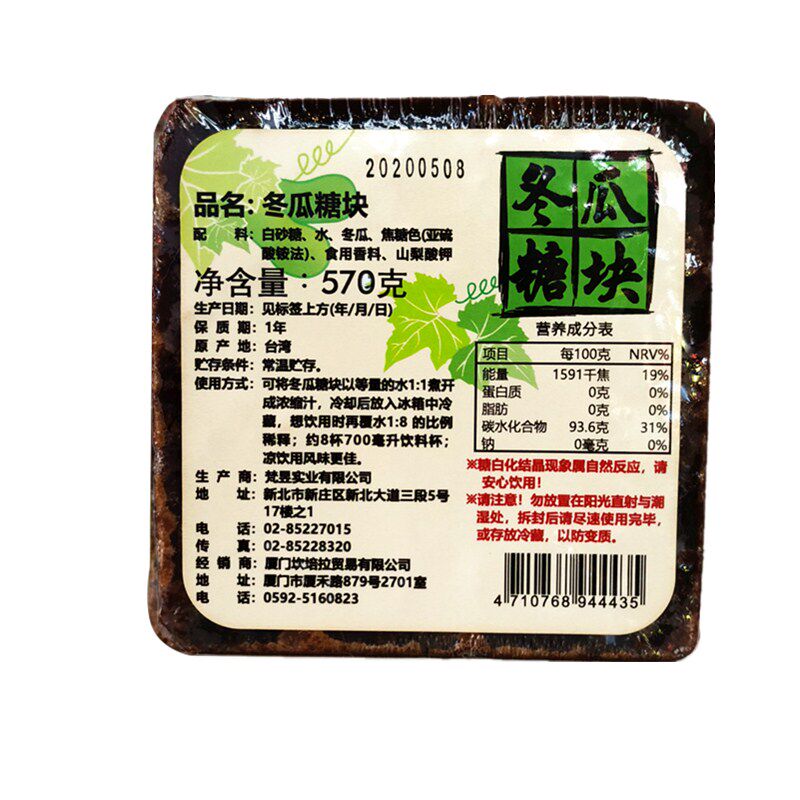 20200508
冬瓜
糖块
品名: 冬瓜糖块
配 料: 白砂糖、水、冬瓜、焦糖色(亚硫
酸铵法)、食用香料、山梨酸钾
净含量：570克
生产日期: 见标签上方(年/月/日)
保 质 期: 1年
原 产 地: 台湾
贮存条件: 常温贮存。
使用方式: 可将冬瓜糖块以等量的水1:1煮开
成浓缩汁，冷却后放入冰箱中冷
藏，想饮用时再覆水1:8 的比例
稀释；约8杯700毫升饮料杯；
凉饮用风味更佳。
生 产 商: 梵昱实业有限公司
地 址: 新北市新庄区新北大道三段5号
17楼之1
电 话: 02-85227015
传 真: 02-85228320
经 销 商: 厦门坎培拉贸易有限公司
地 址: 厦门市厦禾路879号2701室
电 话: 0592-5160823
营养成分表
项目 每100克 NRV%
能量 1591千焦 19%
蛋白质 0克 0%
脂肪 0克 0%
碳水化合物 93.6克 31%
钠 0毫克 0%
※糖白化结晶现象属自然反应，请
安心饮用！
※请注意！勿放置在阳光直射与潮
湿处，拆封后请尽速使用完毕，
或存放冷藏，以防变质。
4 710768 944435